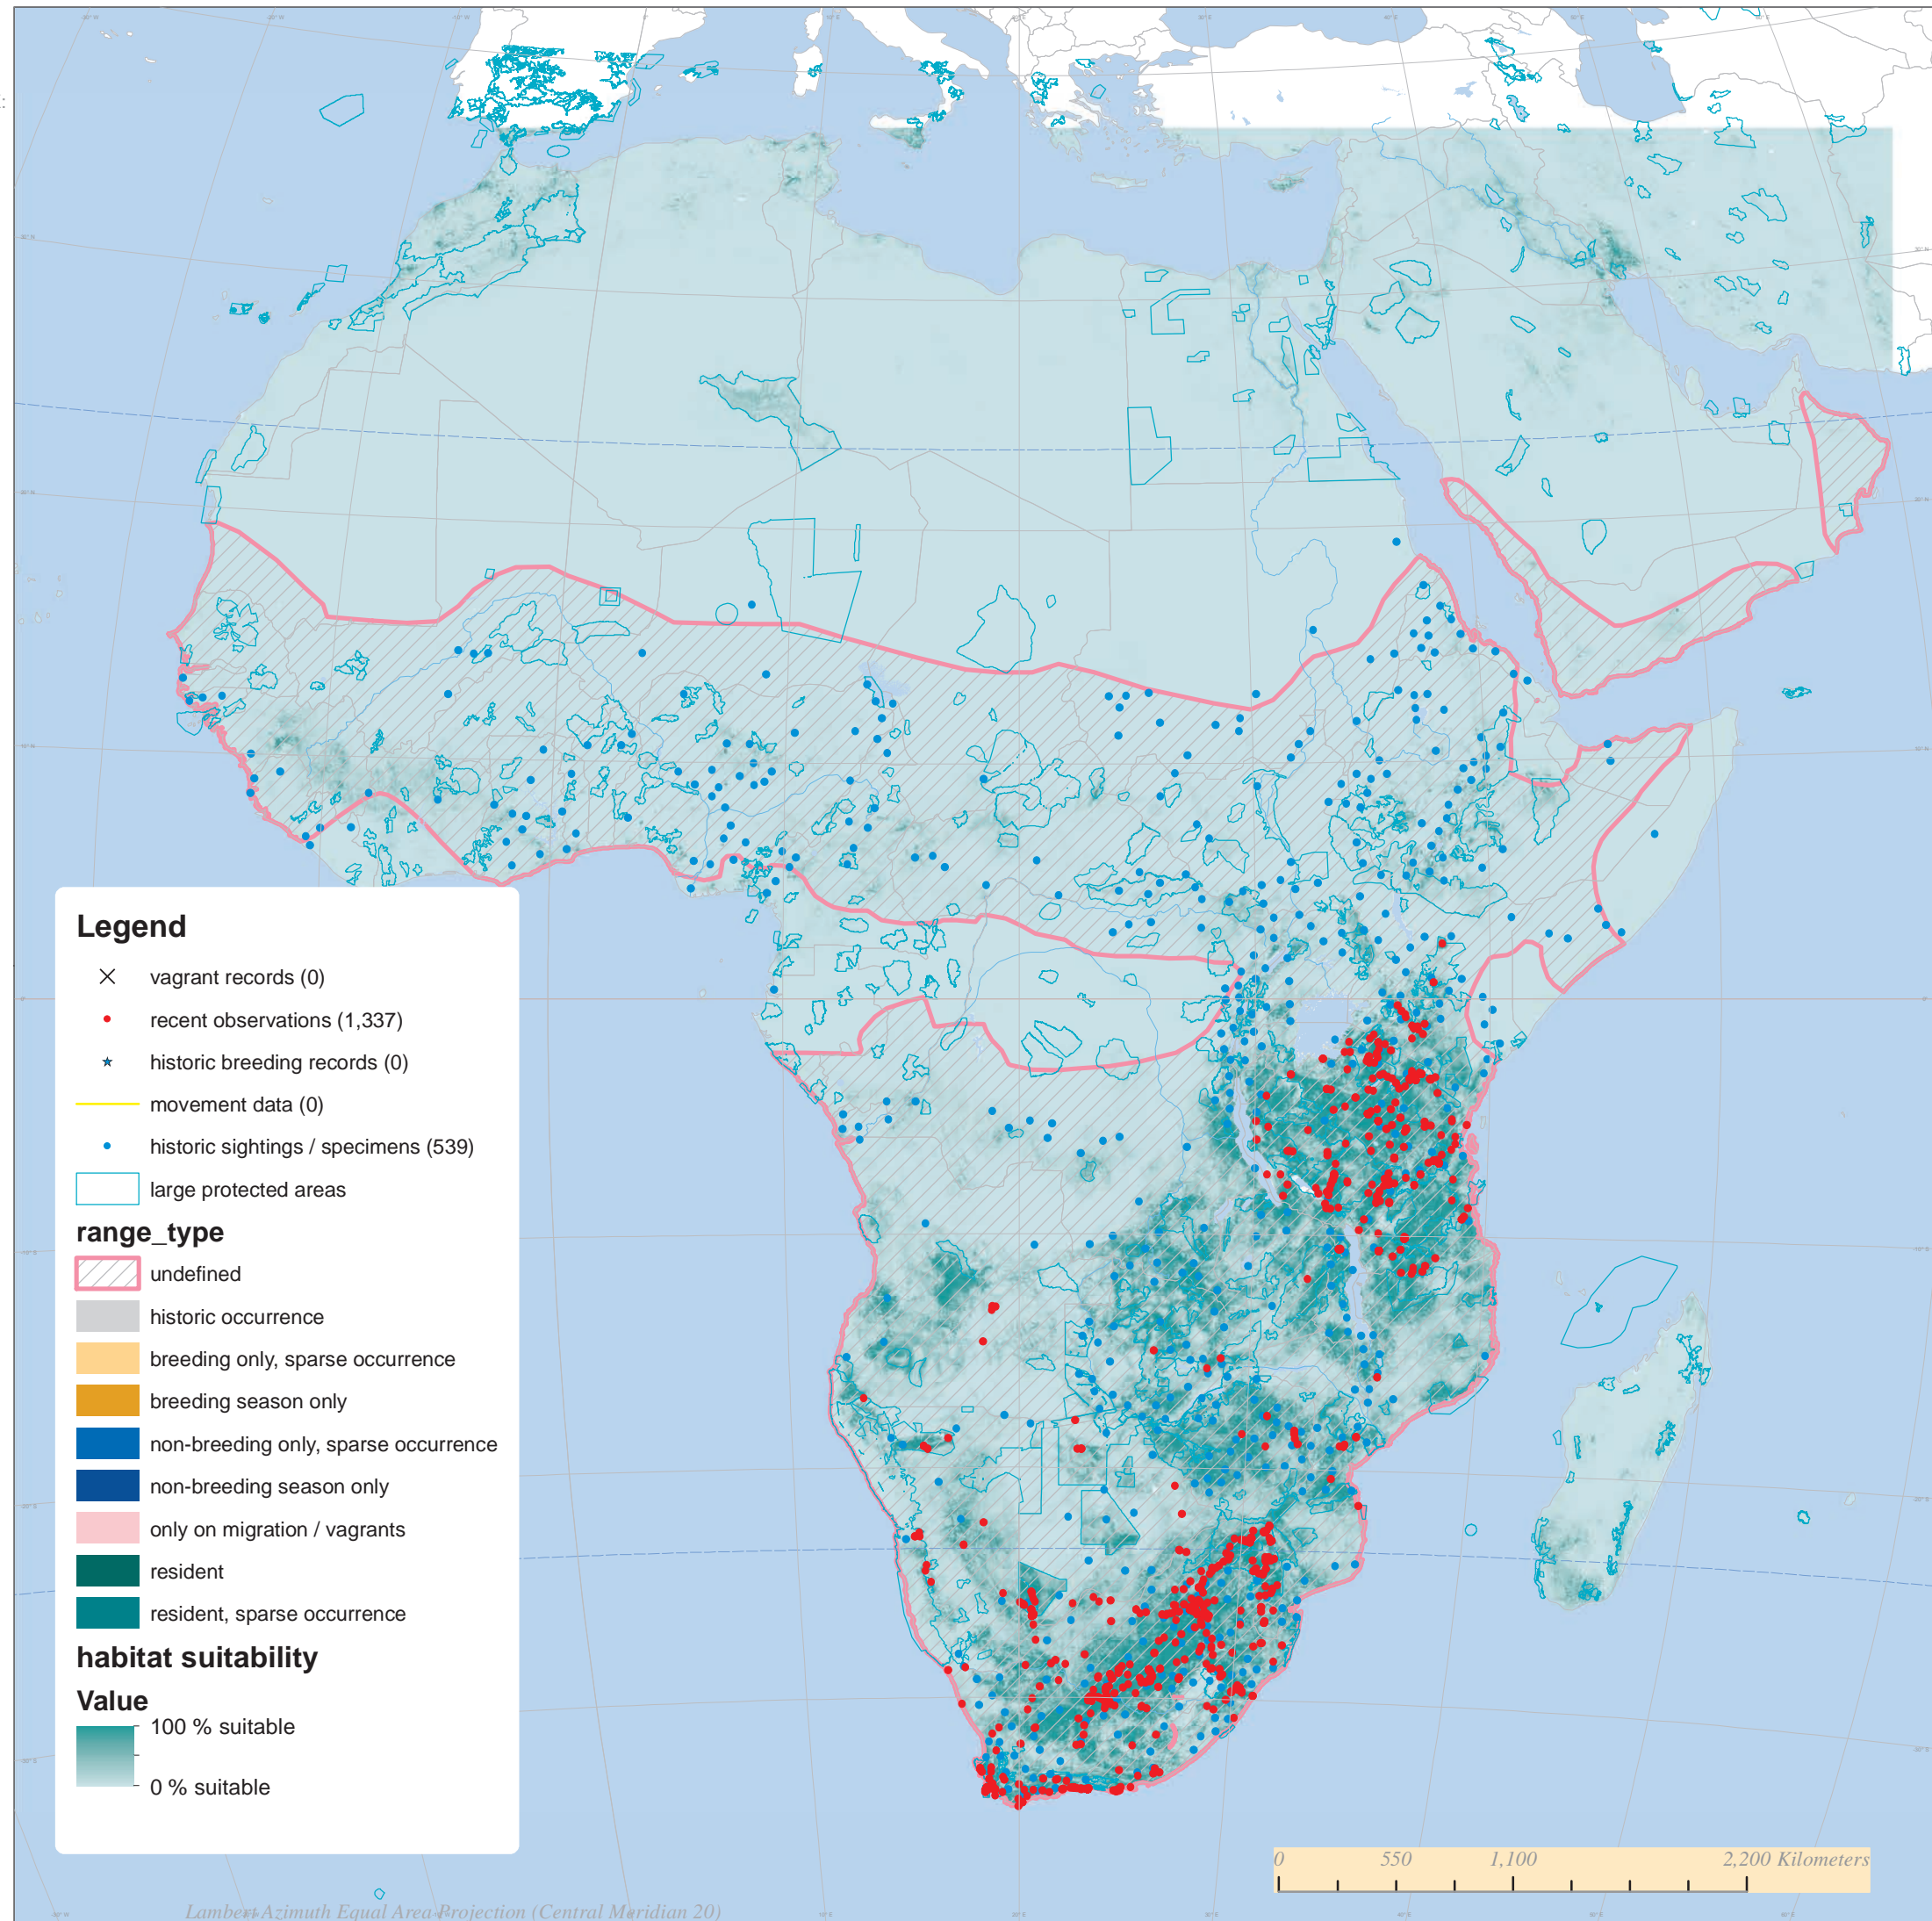 Legend
vagrant records (0)
recent observations (1,337)
historic breeding records (0)
movement data (0)
historic sightings / specimens (539)
large protected areas
range_type
undefined
historic occurrence
breeding only, sparse occurrence
breeding season only
non-breeding only, sparse occurrence
non-breeding season only
only on migration / vagrants
resident
resident, sparse occurrence
habitat suitability
Value
100 % suitable
0 % suitable
0 550 1,100 2,200 Kilometers
Lambert Azimuth Equal Area Projection (Central Meridian 20)